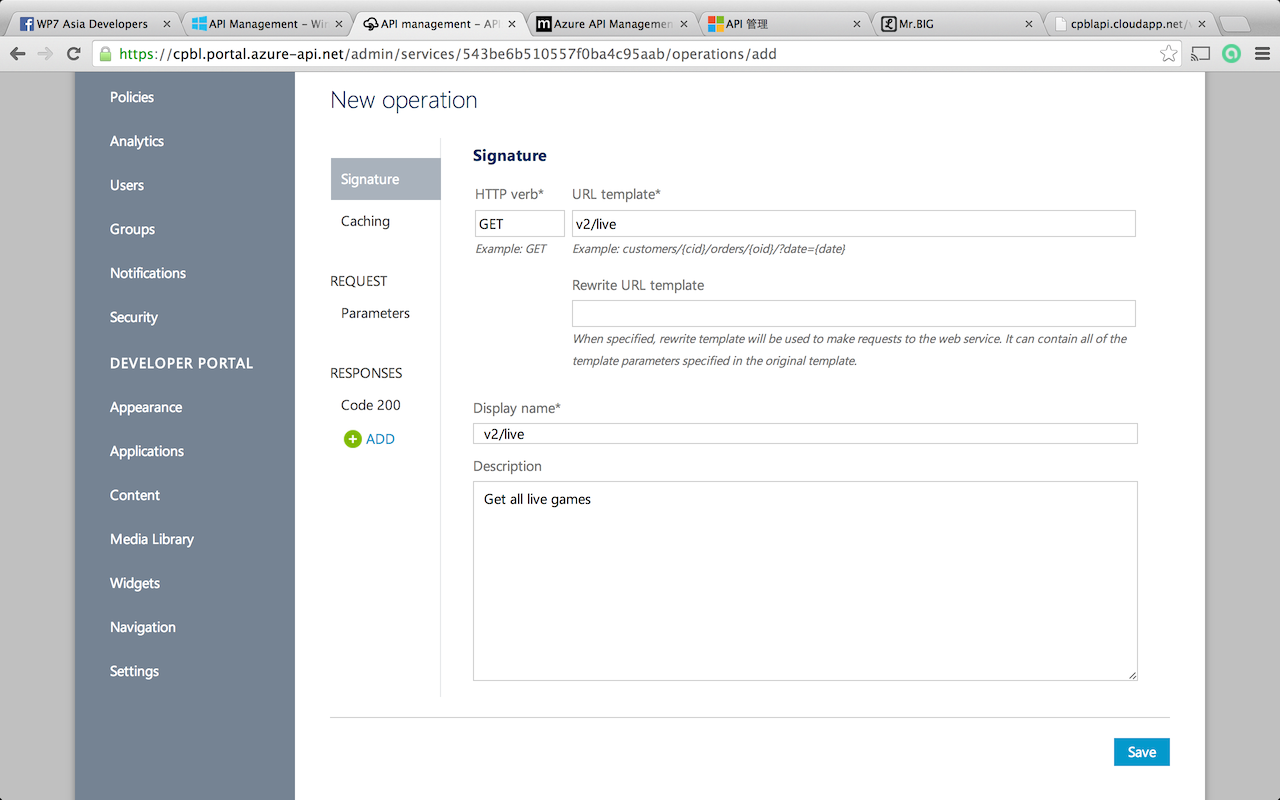 WP7 Asia Developers
API Management – Win
API management – API
Azure API Managemen
API 管理
Mr.BIG
cpblapi.cloudapp.net/
https://cpbl.portal.azure-api.net/admin/services/543be6b510557f0ba4c95aab/operations/add
Policies
Analytics
Users
Groups
Notifications
Security
DEVELOPER PORTAL
Appearance
Applications
Content
Media Library
Widgets
Navigation
Settings
New operation
Signature
Caching
REQUEST
Parameters
RESPONSES
Code 200
ADD
Signature
HTTP verb* URL template*
GET v2/live
Example: GET Example: customers/{cid}/orders/{oid}/?date={date}
Rewrite URL template
When specified, rewrite template will be used to make requests to the web service. It can contain all of the
template parameters specified in the original template.
Display name*
v2/live
Description
Get all live games
Save